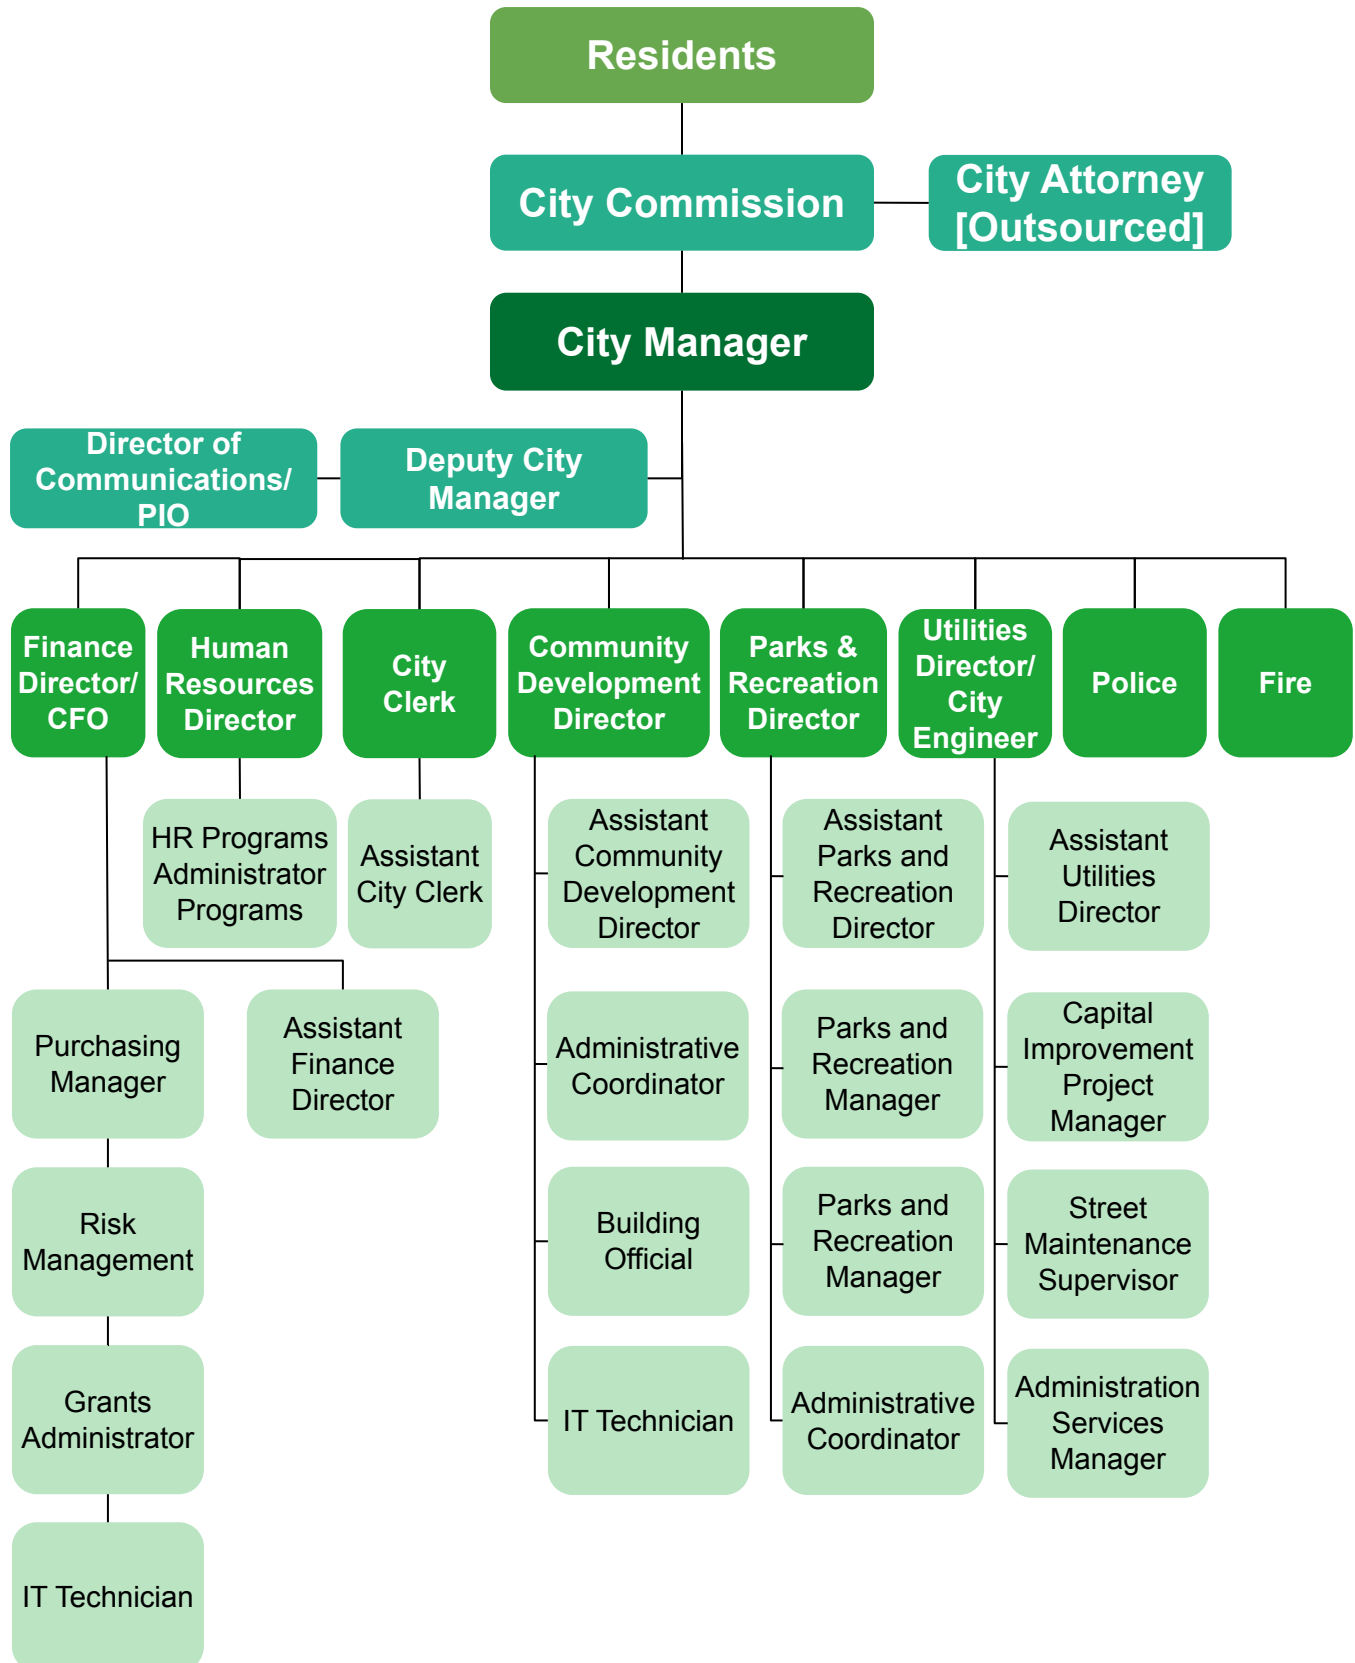 Residents
City Commission
City Attorney
[Outsourced]
City Manager
Director of
Communications/
PIO
Deputy City
Manager
Finance
Director/
CFO
Human
Resources
Director
City
Clerk
Community
Development
Director
Parks &
Recreation
Director
Utilities
Director/
City
Engineer
Police
Fire
HR Programs
Administrator
Programs
Assistant
City Clerk
Assistant
Community
Development
Director
Assistant
Parks and
Recreation
Director
Assistant
Utilities
Director
Purchasing
Manager
Assistant
Finance
Director
Administrative
Coordinator
Parks and
Recreation
Manager
Capital
Improvement
Project
Manager
Risk
Management
Building
Official
Parks and
Recreation
Manager
Street
Maintenance
Supervisor
Grants
Administrator
IT Technician
Administrative
Coordinator
Administration
Services
Manager
IT Technician